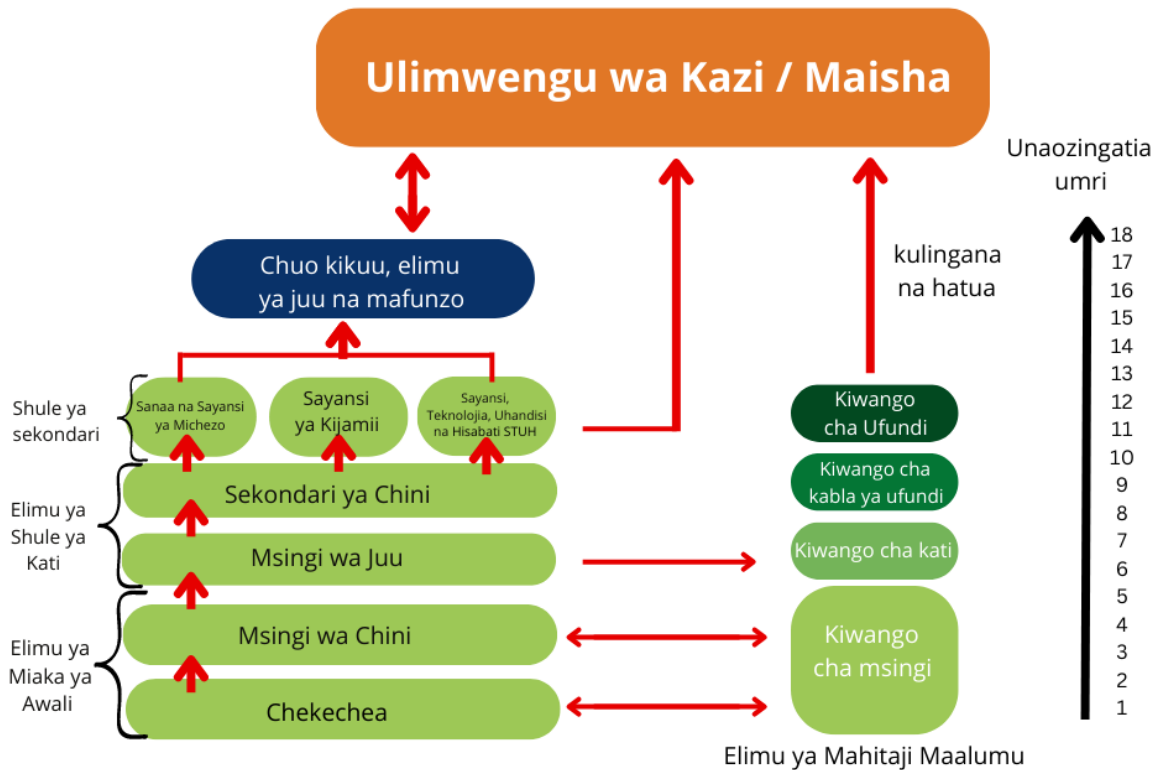 Ulimwengu wa Kazi / Maisha
Unaozingatia
umri
Chuo kikuu, elimu
ya juu na mafunzo
kulingana
na hatua
Shule ya
sekondari
Sanaa na Sayansi
ya Michezo
Sayansi
ya Kijamii
Sayansi,
Teknolojia, Uhandisi
na Hisabati STUH
Kiwango
cha Ufundi
Elimu ya
Shule ya
Kati
Sekondari ya Chini
Kiwango cha
kabla ya ufundi
Msingi wa Juu
Kiwango cha kati
Elimu ya
Miaka ya
Awali
Msingi wa Chini
Chekechea
Kiwango
cha msingi
Elimu ya Mahitaji Maalumu
18
17
16
15
14
13
12
11
10
9
8
7
6
5
4
3
2
1